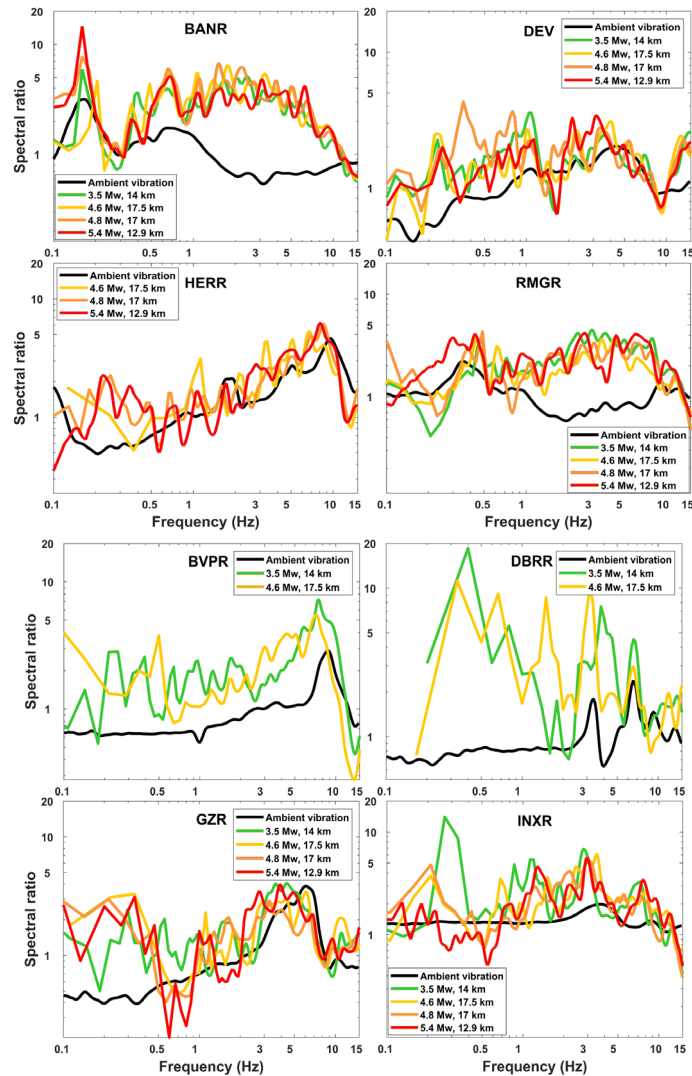 BANR
20
10
5
1
Spectral ratio
Ambient vibration
3.5 Mw, 14 km
4.6 Mw, 17.5 km
4.8 Mw, 17 km
5.4 Mw, 12.9 km
0.1 0.5 1 3 5 10 15
DEV
20
10
5
1
Ambient vibration
3.5 Mw, 14 km
4.6 Mw, 17.5 km
4.8 Mw, 17 km
5.4 Mw, 12.9 km
0.1 0.5 1 3 5 10 15
HERR
20
10
5
1
Spectral ratio
Ambient vibration
4.6 Mw, 17.5 km
4.8 Mw, 17 km
5.4 Mw, 12.9 km
0.1 0.5 1 3 5 10 15
Frequency (Hz)
RMGR
20
10
5
1
Ambient vibration
3.5 Mw, 14 km
4.6 Mw, 17.5 km
4.8 Mw, 17 km
5.4 Mw, 12.9 km
0.1 0.5 1 3 5 10 15
Frequency (Hz)
BVPR
20
10
5
1
Spectral ratio
Ambient vibration
3.5 Mw, 14 km
4.6 Mw, 17.5 km
0.1 0.5 1 3 5 10 15
DBRR
20
10
5
1
Ambient vibration
3.5 Mw, 14 km
4.6 Mw, 17.5 km
0.1 0.5 1 3 5 10 15
GZR
20
10
5
1
Spectral ratio
Ambient vibration
3.5 Mw, 14 km
4.6 Mw, 17.5 km
4.8 Mw, 17 km
5.4 Mw, 12.9 km
0.1 0.5 1 3 5 10 15
Frequency (Hz)
INXR
20
10
5
1
Ambient vibration
3.5 Mw, 14 km
4.6 Mw, 17.5 km
4.8 Mw, 17 km
5.4 Mw, 12.9 km
0.1 0.5 1 3 5 10 15
Frequency (Hz)